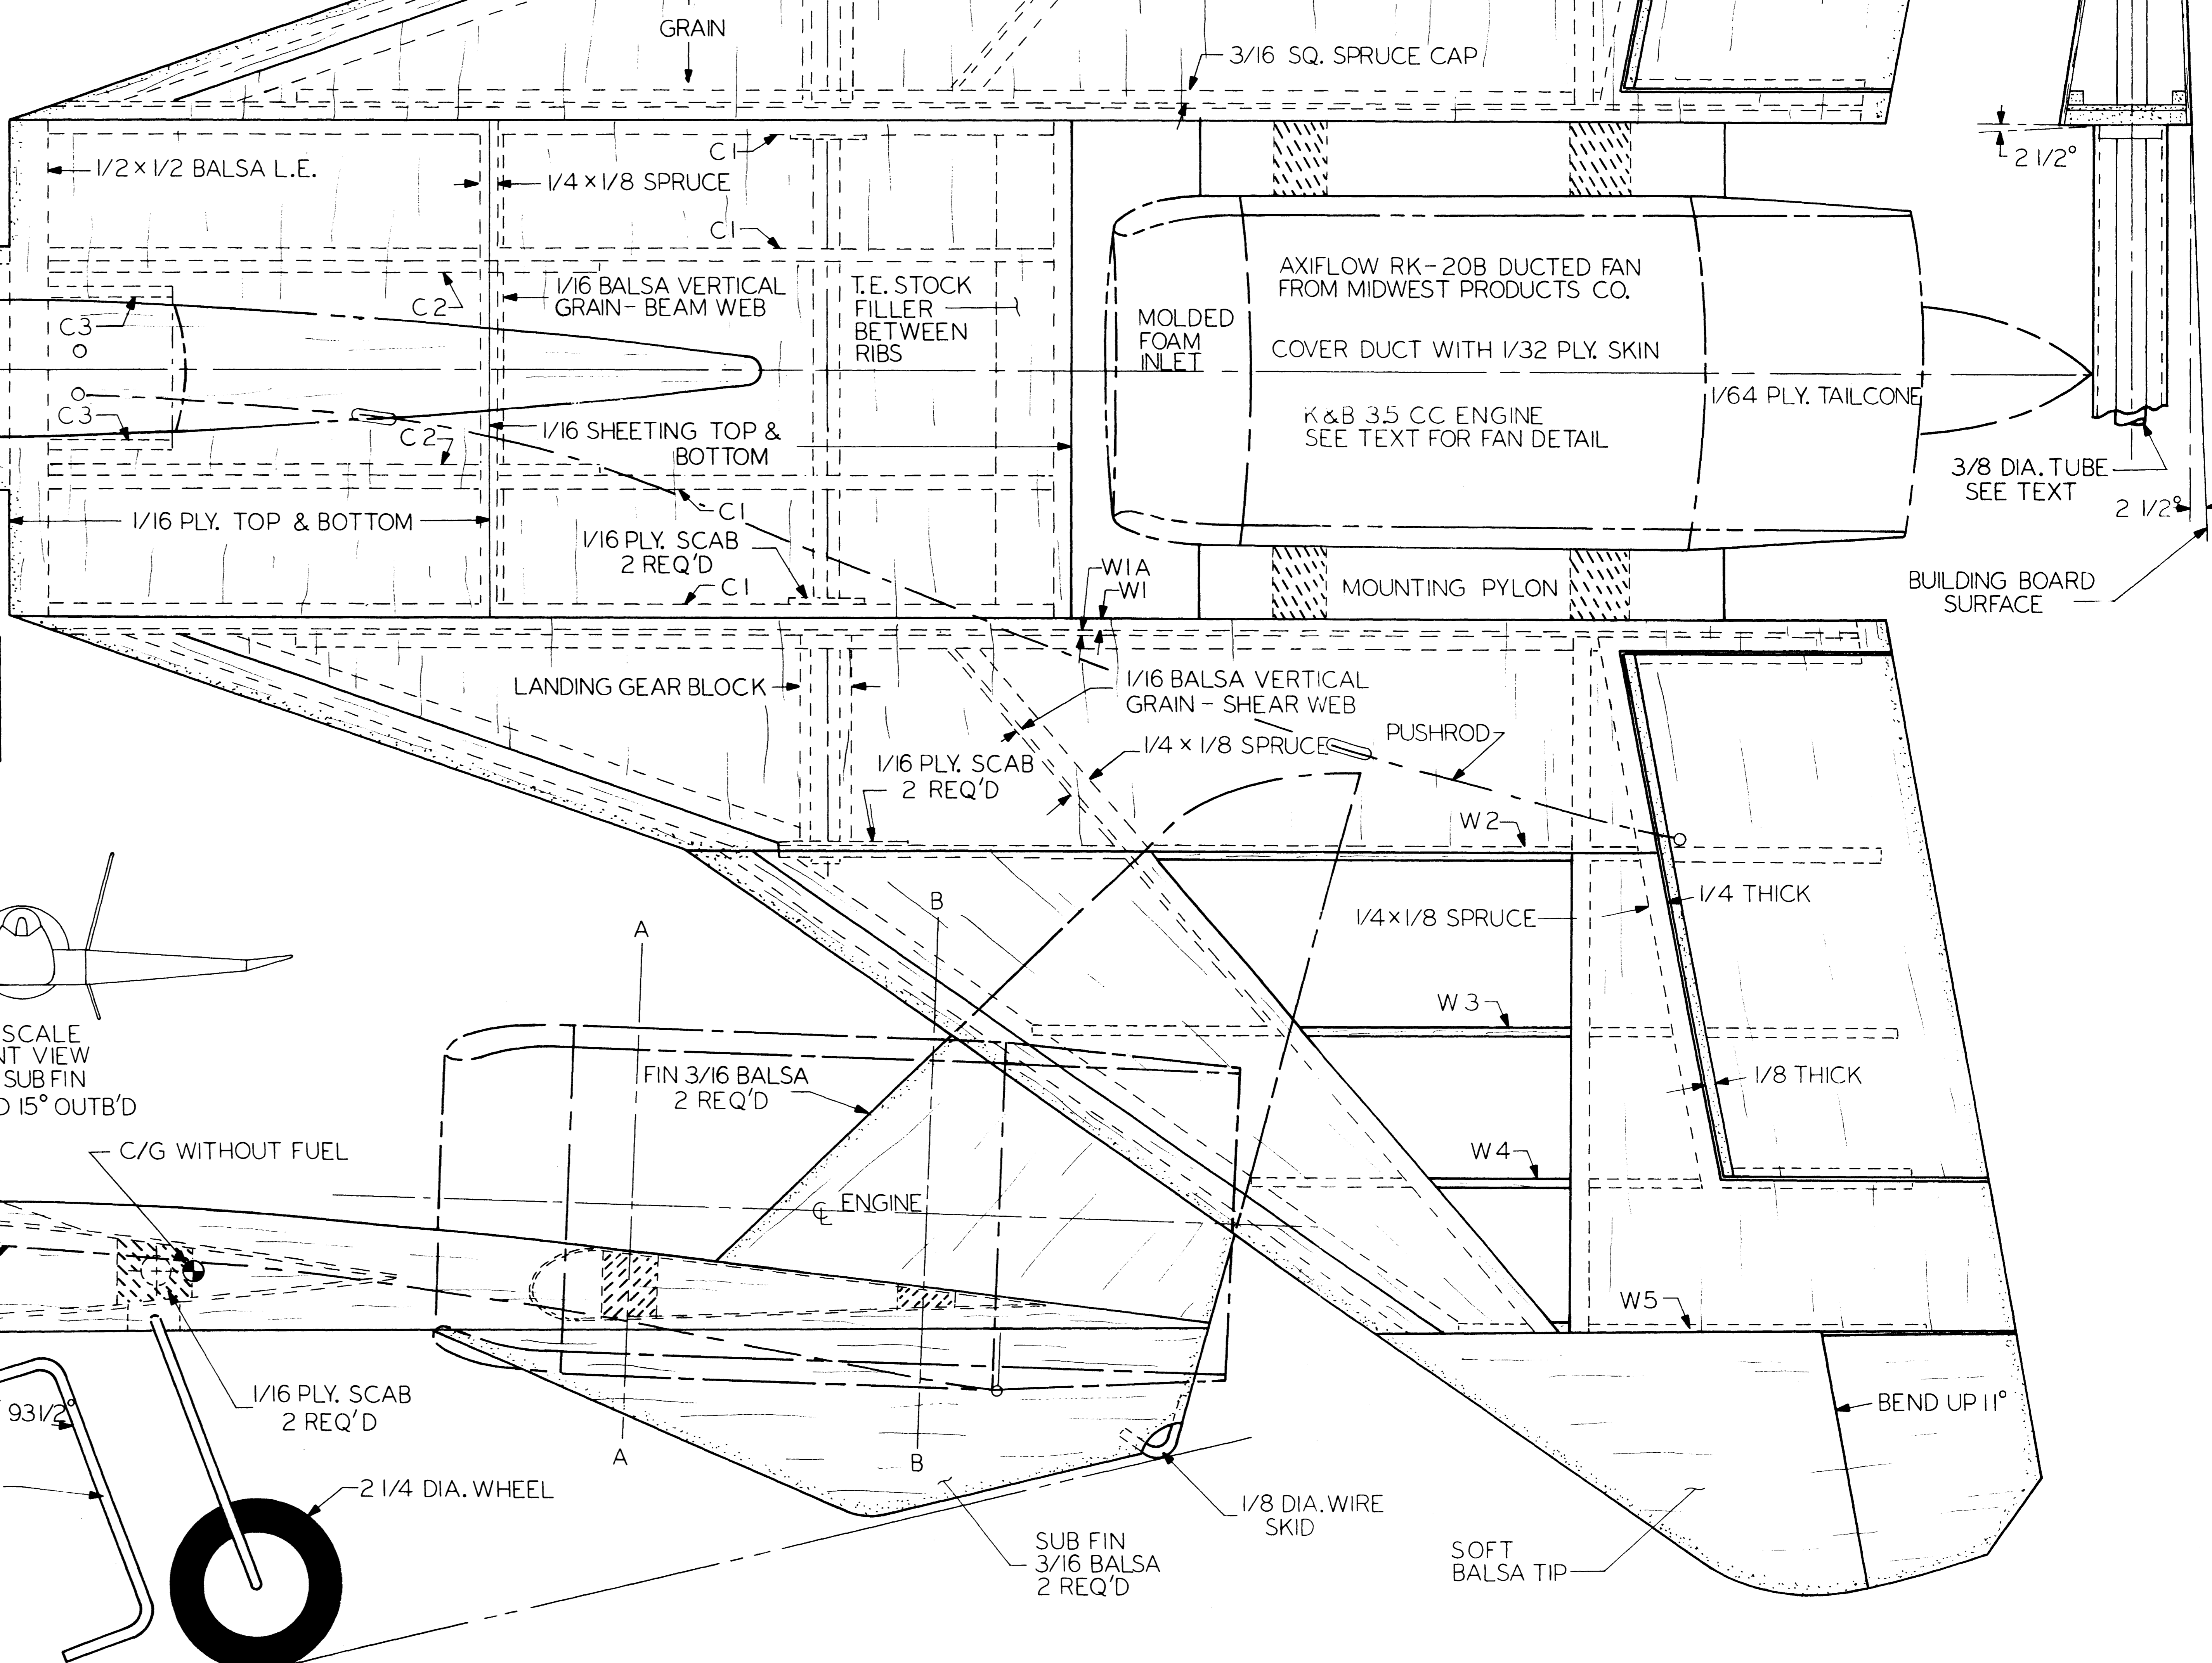 GRAIN
3/16 SQ. SPRUCE CAP
2 1/2°
C1
1/2 × 1/2 BALSA L.E.
1/4 × 1/8 SPRUCE
C1
1/16 BALSA VERTICAL
GRAIN - BEAM WEB
T.E. STOCK
FILLER
BETWEEN
RIBS
C2
C3
AXIFLOW RK-20B DUCTED FAN
FROM MIDWEST PRODUCTS CO.
MOLDED
FOAM
INLET
COVER DUCT WITH 1/32 PLY. SKIN
1/64 PLY. TAILCONE
K&B 3.5 CC ENGINE
SEE TEXT FOR FAN DETAIL
C3
C2
1/16 SHEETING TOP &
BOTTOM
3/8 DIA. TUBE
SEE TEXT
2 1/2°
1/16 PLY. TOP & BOTTOM
C1
1/16 PLY. SCAB
2 REQ'D
C1
W1A
W1
MOUNTING PYLON
BUILDING BOARD
SURFACE
LANDING GEAR BLOCK
1/16 BALSA VERTICAL
GRAIN - SHEAR WEB
1/4 × 1/8 SPRUCE
PUSHROD
1/16 PLY. SCAB
2 REQ'D
W2
1/4 THICK
1/4 × 1/8 SPRUCE
A
B
W3
SCALE
NT VIEW
SUB FIN
D 15° OUTB'D
FIN 3/16 BALSA
2 REQ'D
1/8 THICK
C/G WITHOUT FUEL
W4
℄ ENGINE
W5
1/16 PLY. SCAB
2 REQ'D
93 1/2°
BEND UP 11°
A
B
2 1/4 DIA. WHEEL
1/8 DIA. WIRE
SKID
SUB FIN
3/16 BALSA
2 REQ'D
SOFT
BALSA TIP